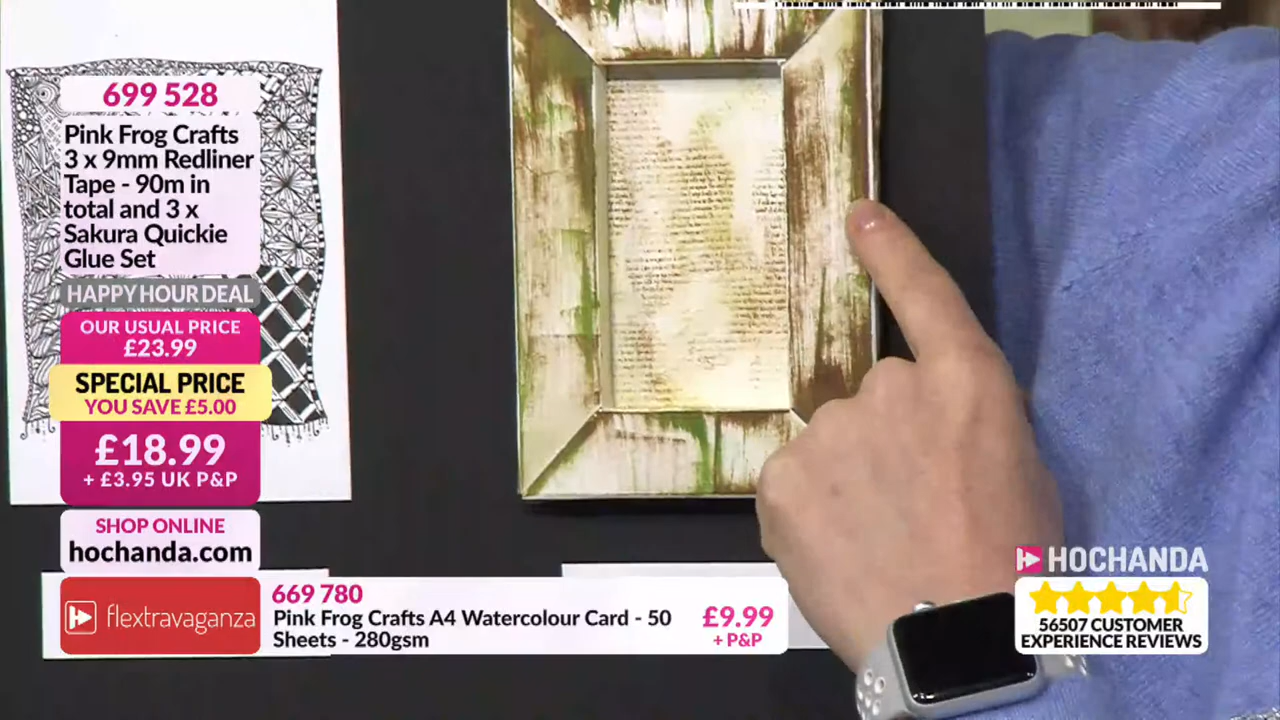 699 528
Pink Frog Crafts
3 x 9mm Redliner
Tape - 90m in
total and 3 x
Sakura Quickie
Glue Set
HAPPY HOUR DEAL
OUR USUAL PRICE
£23.99
SPECIAL PRICE
YOU SAVE £5.00
£18.99
+ £3.95 UK P&P
SHOP ONLINE
hochanda.com
flextravaganza
669 780
Pink Frog Crafts A4 Watercolour Card - 50
Sheets - 280gsm
£9.99
+ P&P
HOCHANDA
56507 CUSTOMER
EXPERIENCE REVIEWS